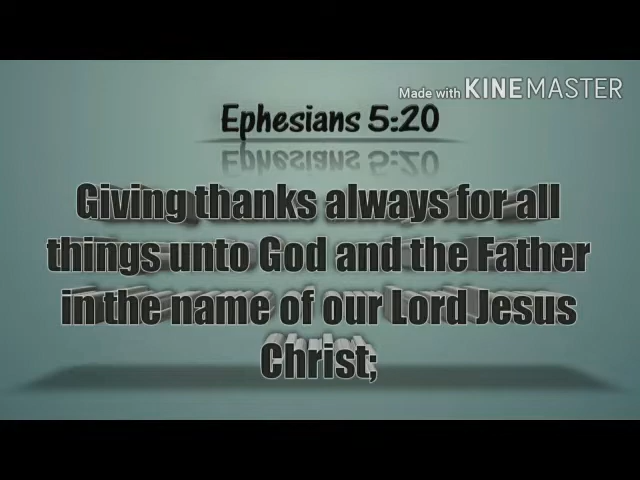 Made with KINEMASTER
Ephesians 5:20
Giving thanks always for all
things unto God and the Father
in the name of our Lord Jesus
Christ;